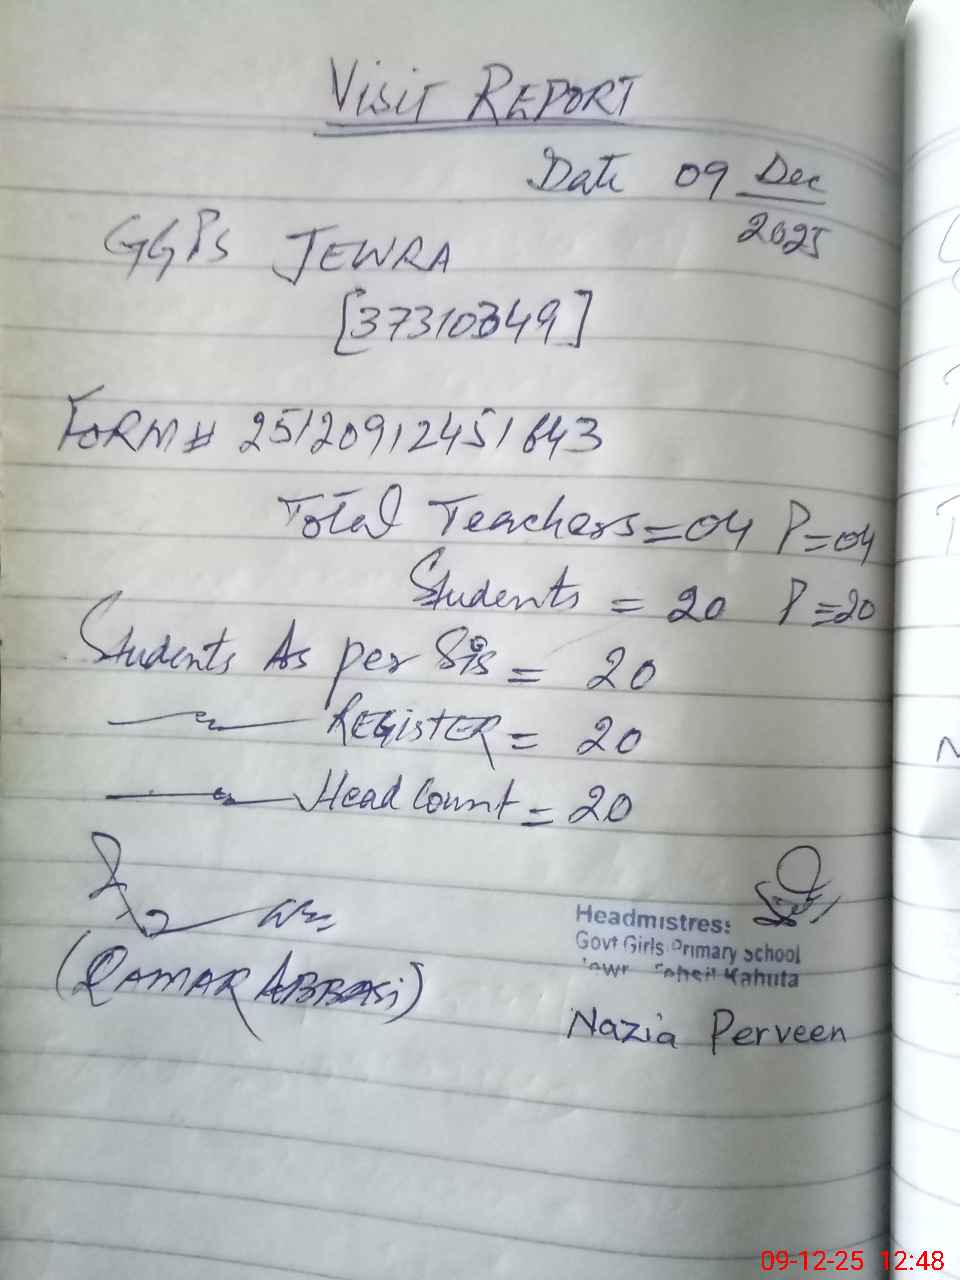 VISIT REPORT
Date 09 Dec
2025
GGPS JEWRA
[37310349]
FORM # 25120912451643
Total Teachers = 04 P = 04
Students = 20 P = 20
Students As per Sis = 20
REGISTER = 20
Head Count = 20
(QAMAR ABBASi)
Headmistress
Govt Girls Primary School
Tehsil Kahuta
Nazia Perveen
09-12-25 12:48